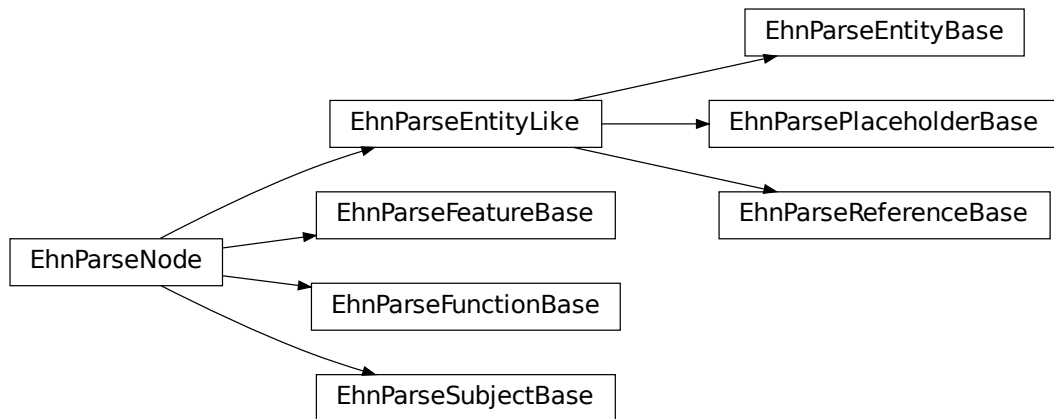 EhnParseEntityBase
EhnParseEntityLike
EhnParsePlaceholderBase
EhnParseFeatureBase
EhnParseReferenceBase
EhnParseNode
EhnParseFunctionBase
EhnParseSubjectBase